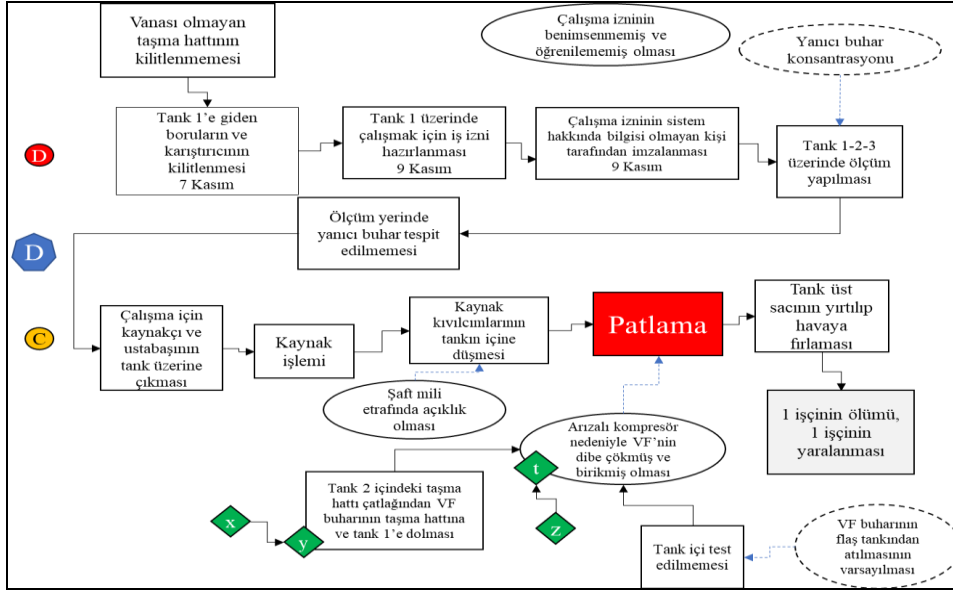 Vanası olmayan
taşma hattının
kilitlenmemesi
Çalışma izninin
benimsenmemiş ve
öğrenilememiş olması
Yanıcı buhar
konsantrasyonu
D
Tank 1'e giden
boruların ve
karıştırıcının
kilitlenmesi
7 Kasım
Tank 1 üzerinde
çalışmak için iş izni
hazırlanması
9 Kasım
Çalışma izninin sistem
hakkında bilgisi olmayan kişi
tarafından imzalanması
9 Kasım
Tank 1-2-3
üzerinde ölçüm
yapılması
D
Ölçüm yerinde
yanıcı buhar tespit
edilmemesi
C
Çalışma için
kaynakçı ve
ustabaşının
tank üzerine
çıkması
Kaynak
işlemi
Kaynak
kıvılcımlarının
tankın içine
düşmesi
Patlama
Tank üst
sacının yırtılıp
havaya
fırlaması
Şaft mili
etrafında açıklık
olması
Arızalı kompresör
nedeniyle VF'nin
dibe çökmüş ve
birikmiş olması
1 işçinin ölümü,
1 işçinin
yaralanması
t
x
y
Tank 2 içindeki taşma
hattı çatlağından VF
buharının taşma hattına
ve tank 1'e dolması
z
Tank içi test
edilmemesi
VF buharının
flaş tankından
atılmasının
varsayılması